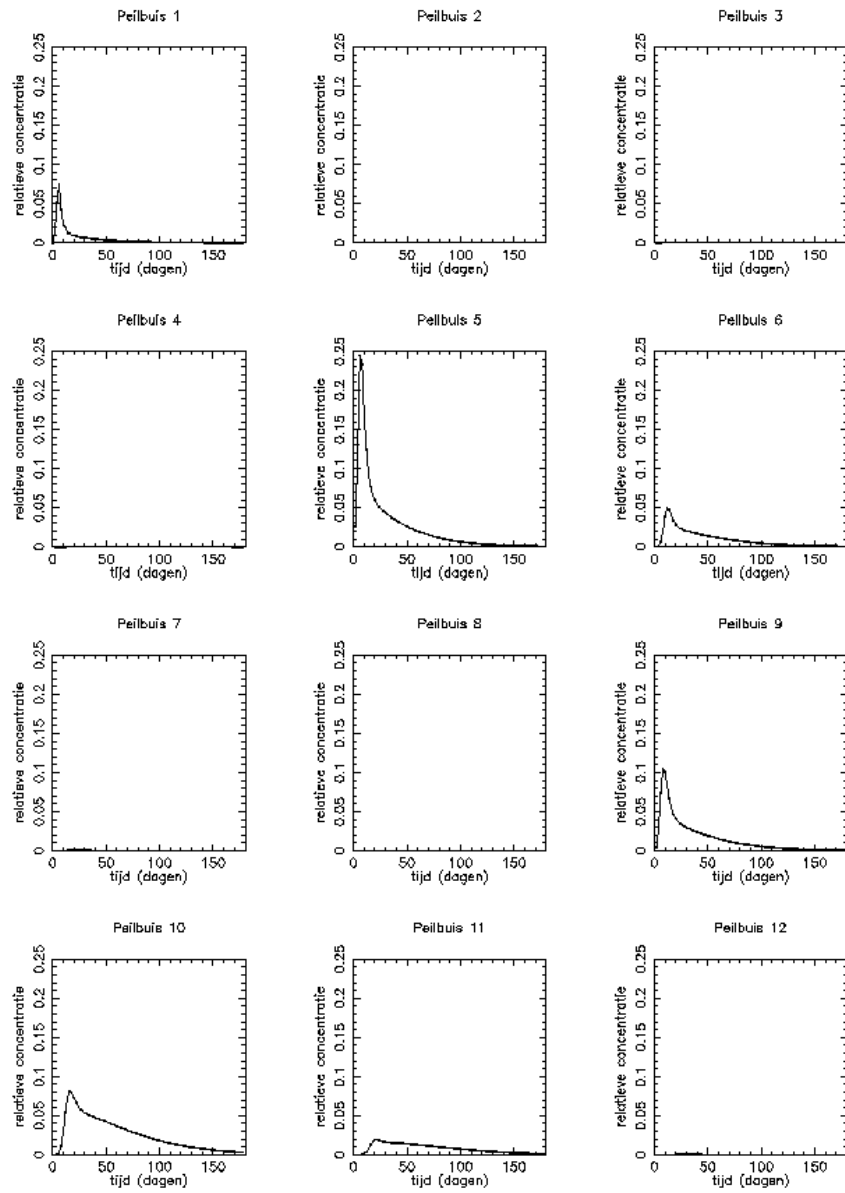 Peilbuis 1
relatieve concentratie
0 0.05 0.1 0.15 0.2 0.25
0 50 100 150
tijd (dagen)
Peilbuis 2
relatieve concentratie
0 0.05 0.1 0.15 0.2 0.25
0 50 100 150
tijd (dagen)
Peilbuis 3
relatieve concentratie
0 0.05 0.1 0.15 0.2 0.25
0 50 100 150
tijd (dagen)
Peilbuis 4
relatieve concentratie
0 0.05 0.1 0.15 0.2 0.25
0 50 100 150
tijd (dagen)
Peilbuis 5
relatieve concentratie
0 0.05 0.1 0.15 0.2 0.25
0 50 100 150
tijd (dagen)
Peilbuis 6
relatieve concentratie
0 0.05 0.1 0.15 0.2 0.25
0 50 100 150
tijd (dagen)
Peilbuis 7
relatieve concentratie
0 0.05 0.1 0.15 0.2 0.25
0 50 100 150
tijd (dagen)
Peilbuis 8
relatieve concentratie
0 0.05 0.1 0.15 0.2 0.25
0 50 100 150
tijd (dagen)
Peilbuis 9
relatieve concentratie
0 0.05 0.1 0.15 0.2 0.25
0 50 100 150
tijd (dagen)
Peilbuis 10
relatieve concentratie
0 0.05 0.1 0.15 0.2 0.25
0 50 100 150
tijd (dagen)
Peilbuis 11
relatieve concentratie
0 0.05 0.1 0.15 0.2 0.25
0 50 100 150
tijd (dagen)
Peilbuis 12
relatieve concentratie
0 0.05 0.1 0.15 0.2 0.25
0 50 100 150
tijd (dagen)